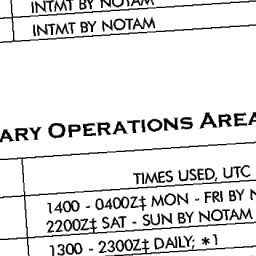 INTMT BY NOTAM
INTMT BY NOTAM
ARY OPERATIONS AREA
TIMES USED, UTC
1400 - 0400Z‡ MON - FRI BY N
2200Z‡ SAT - SUN BY NOTAM
1300 - 2300Z‡ DAILY; *1